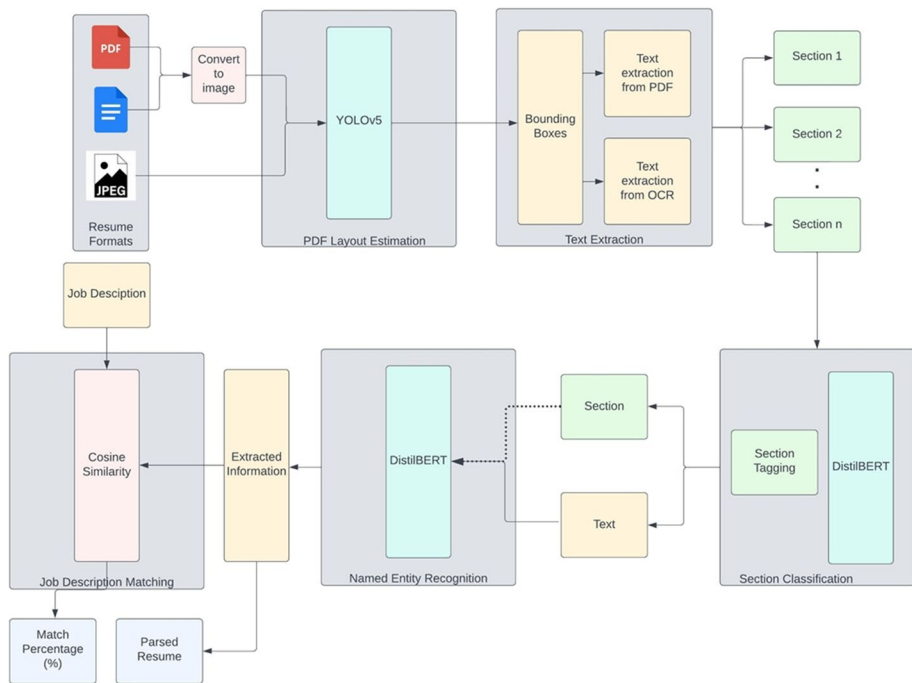 PDF
JPEG
Resume
Formats
Convert
to
image
YOLOv5
PDF Layout Estimation
Bounding
Boxes
Text
extraction
from PDF
Text
extraction
from OCR
Text Extraction
Section 1
Section 2
Section n
Job Desciption
Cosine
Similarity
Job Description Matching
Extracted
Information
DistilBERT
Named Entity Recognition
Section
Text
Section
Tagging
DistilBERT
Section Classification
Match
Percentage
(%)
Parsed
Resume